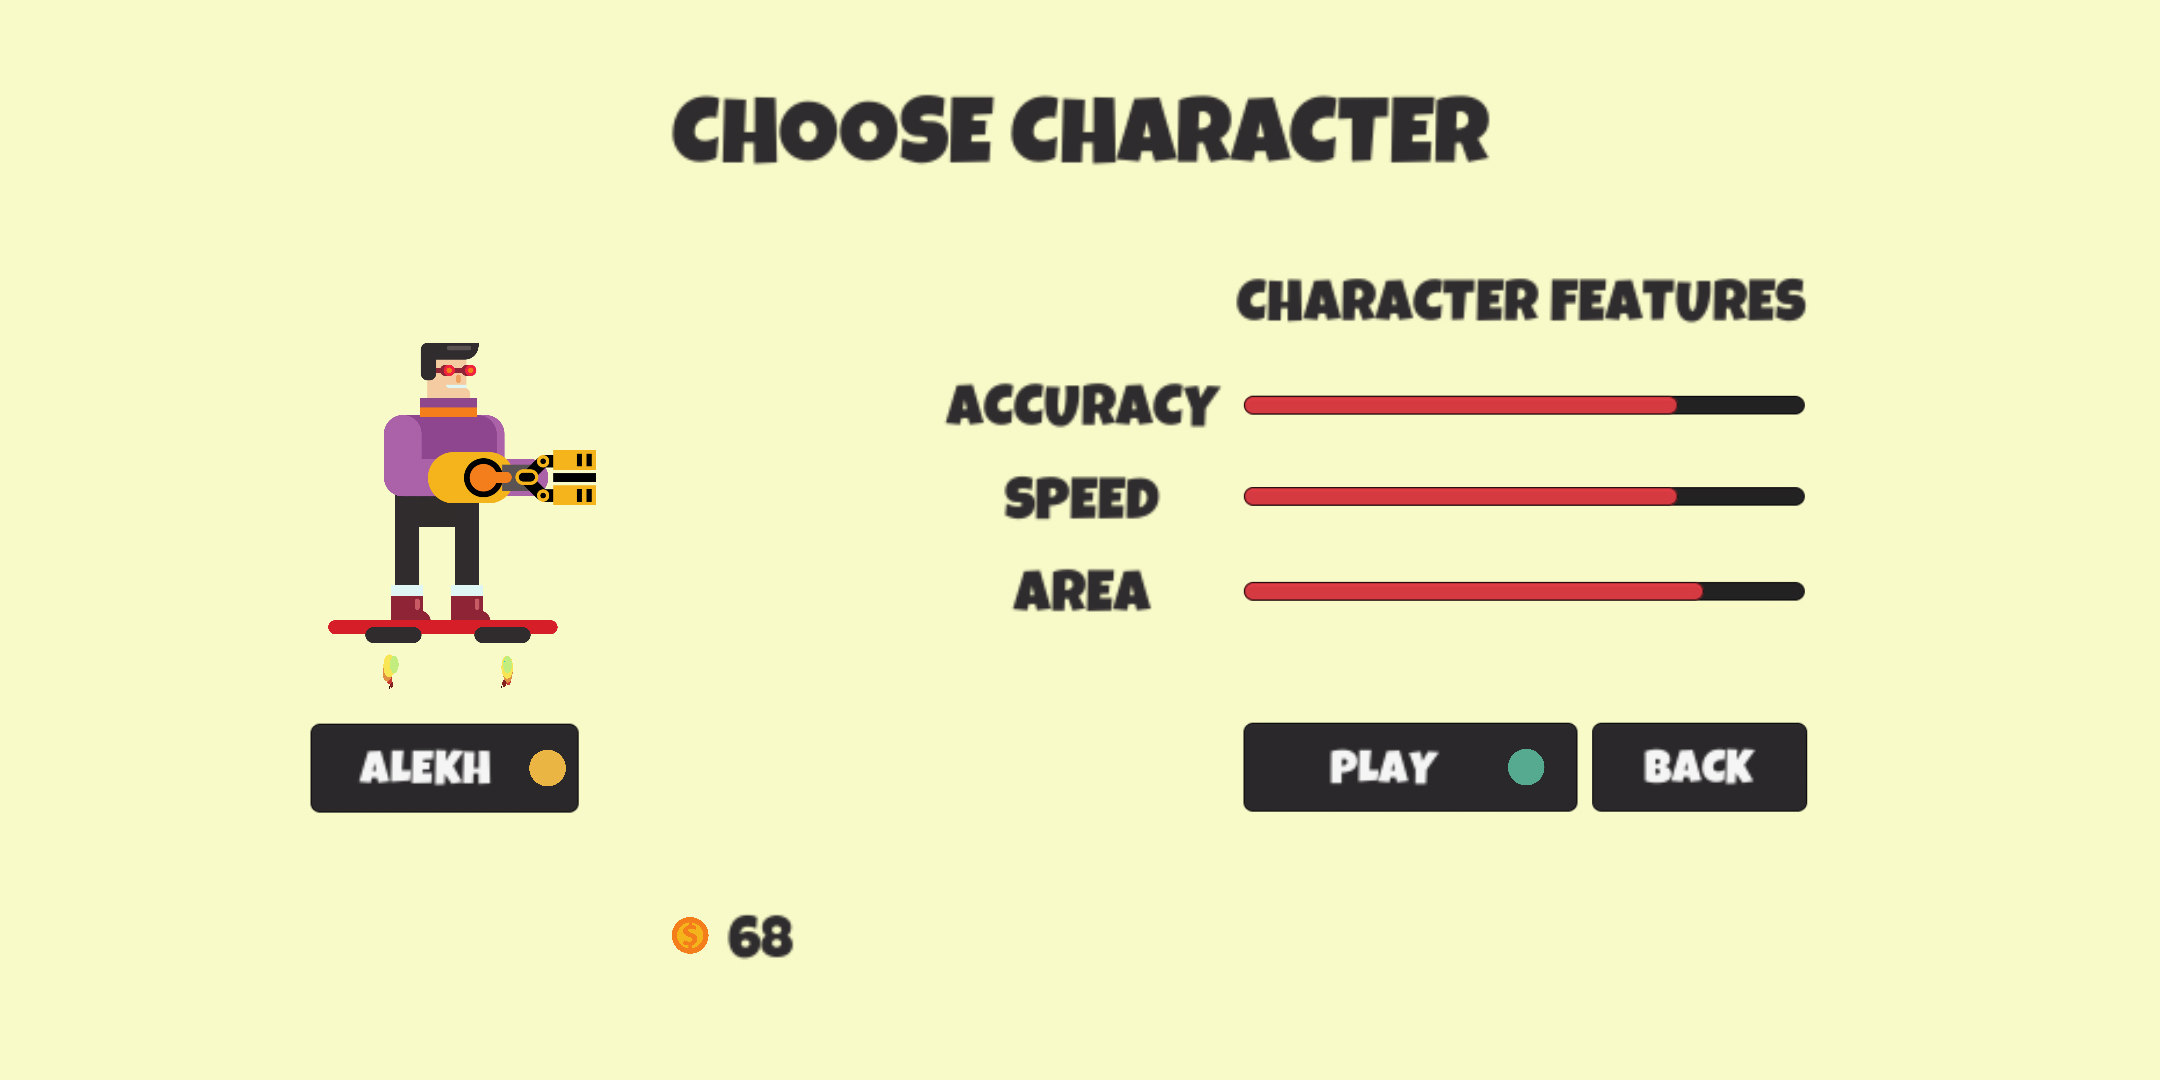 CHOOSE CHARACTER
CHARACTER FEATURES
ACCURACY
SPEED
AREA
ALEKH
PLAY
BACK
$ 68